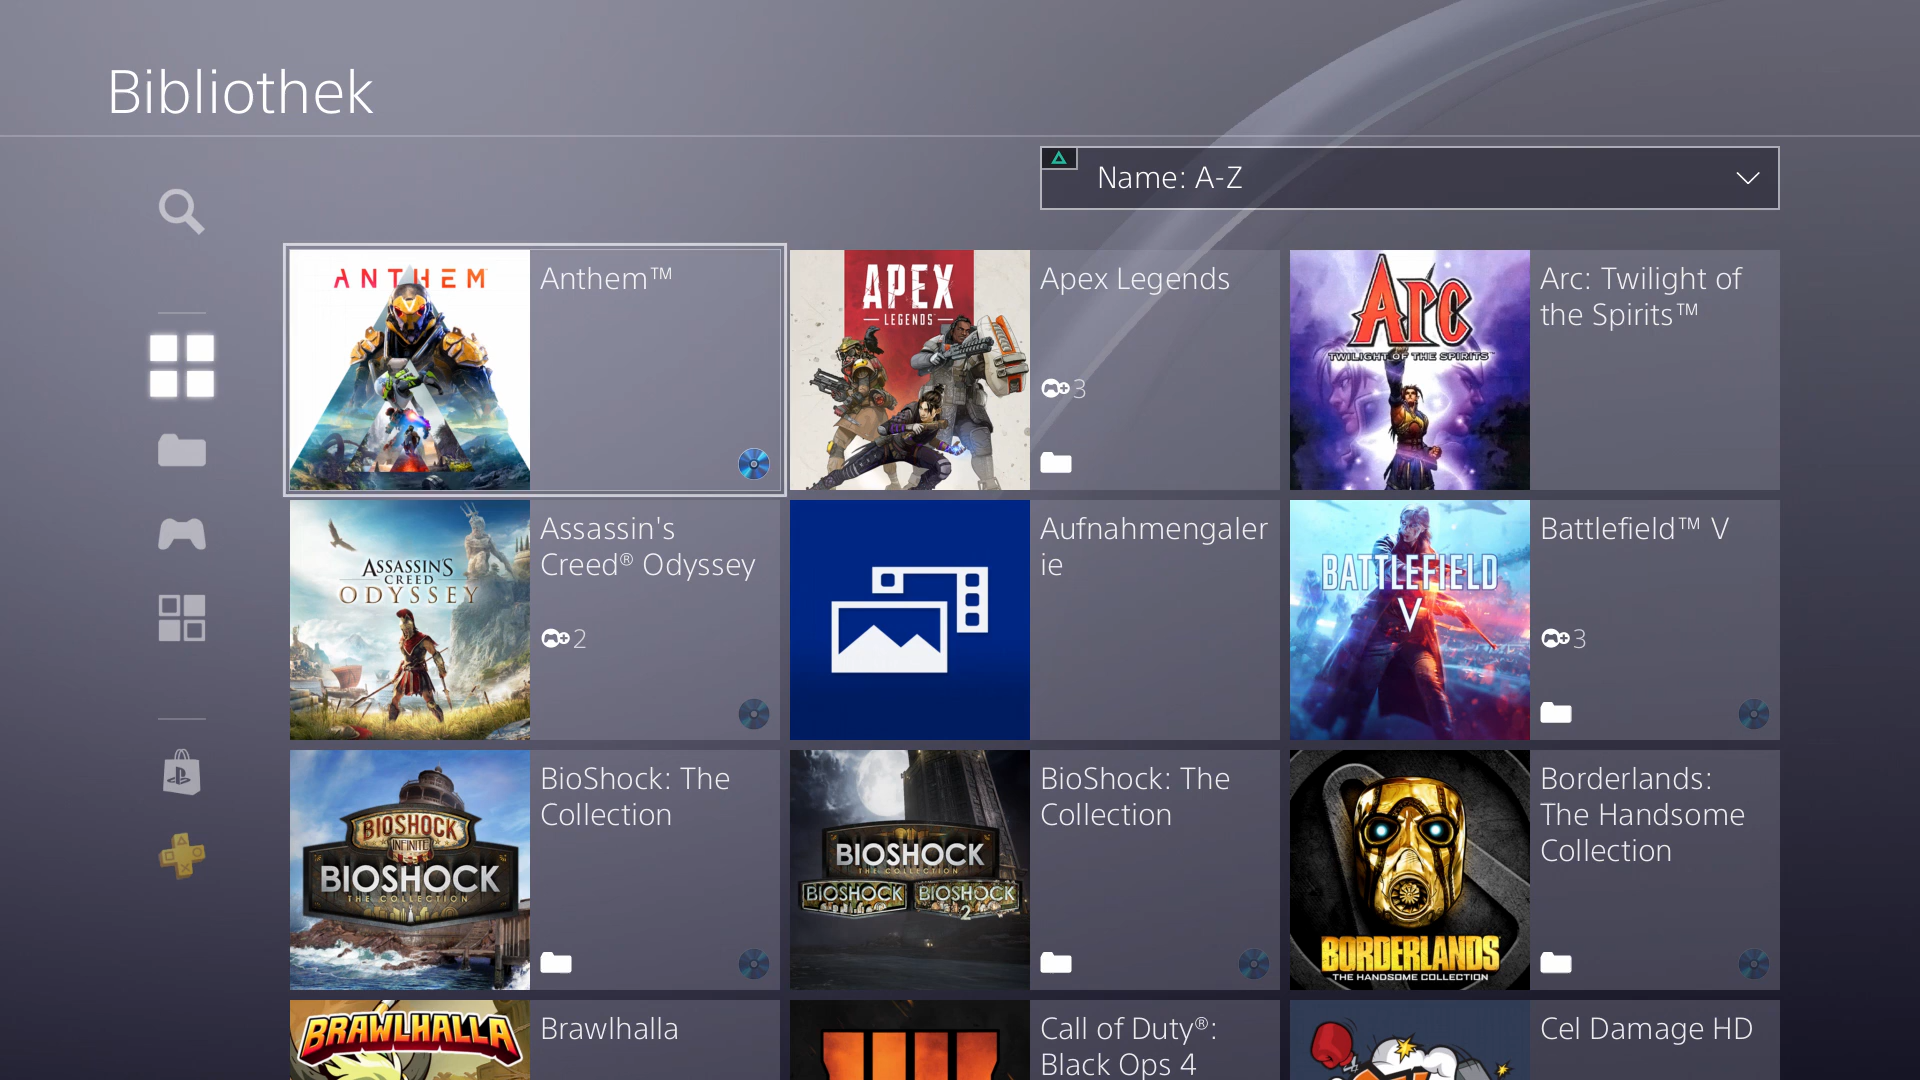 Bibliothek
Name: A-Z
ANTHEM
Anthem™
APEX
LEGENDS
Apex Legends
3
Arc
TWILIGHT OF THE SPIRITS™
Arc: Twilight of
the Spirits™
ASSASSIN'S
CREED
ODYSSEY
Assassin's
Creed® Odyssey
2
Aufnahmengaler
ie
BATTLEFIELD
V
Battlefield™ V
3
BIOSHOCK
INFINITE
BIOSHOCK
THE COLLECTION
BioShock: The
Collection
BIOSHOCK
THE COLLECTION
BIOSHOCK
BIOSHOCK
2
BioShock: The
Collection
BORDERLANDS
THE HANDSOME COLLECTION
Borderlands:
The Handsome
Collection
BRAWLHALLA
Brawlhalla
Call of Duty®:
Black Ops 4
Cel Damage HD